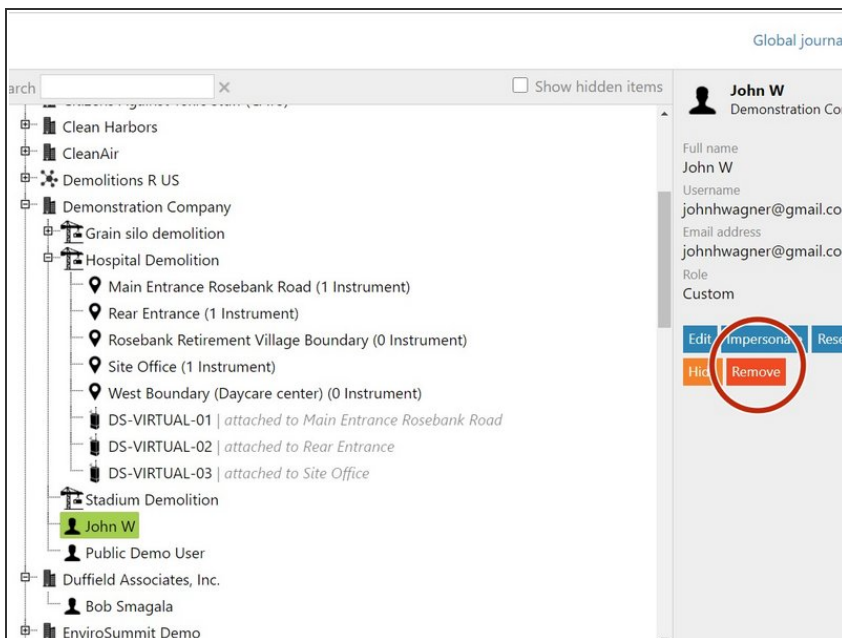 Global journa
arch
Show hidden items
Clean Harbors
CleanAir
Demolitions R US
Demonstration Company
Grain silo demolition
Hospital Demolition
Main Entrance Rosebank Road (1 Instrument)
Rear Entrance (1 Instrument)
Rosebank Retirement Village Boundary (0 Instrument)
Site Office (1 Instrument)
West Boundary (Daycare center) (0 Instrument)
DS-VIRTUAL-01 | attached to Main Entrance Rosebank Road
DS-VIRTUAL-02 | attached to Rear Entrance
DS-VIRTUAL-03 | attached to Site Office
Stadium Demolition
John W
Public Demo User
Duffield Associates, Inc.
Bob Smagala
EnviroSummit Demo
John W
Demonstration Co
Full name
John W
Username
johnhwagner@gmail.co
Email address
johnhwagner@gmail.co
Role
Custom
Edit Impersonate Rese
Hide Remove